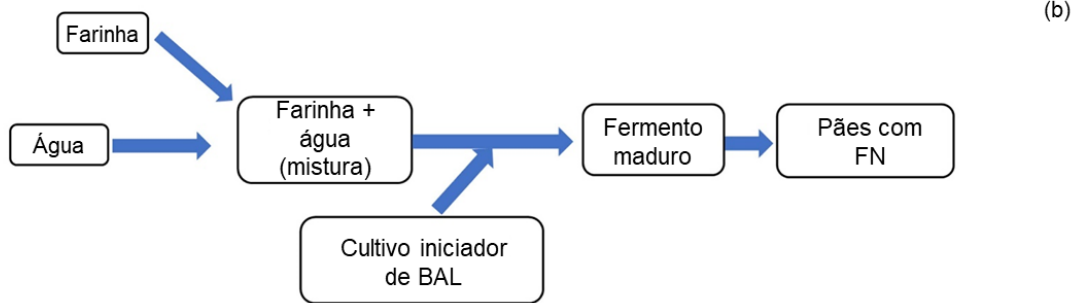 (b)
Farinha
Água
Farinha +
água
(mistura)
Cultivo iniciador
de BAL
Fermento
maduro
Pães com
FN